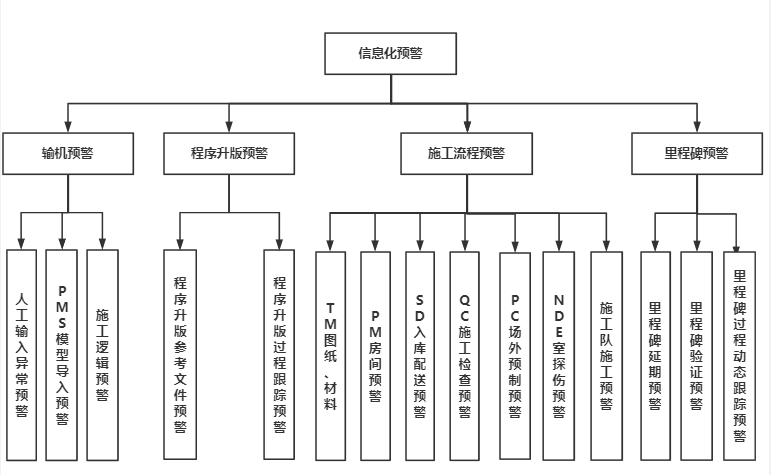 信息化预警
输机预警
程序升版预警
施工流程预警
里程碑预警
人工输入异常预警
PMS模型导入预警
施工逻辑预警
程序升版参考文件预警
程序升版过程跟踪预警
TM图纸、材料
PM房间预警
SD入库配送预警
QC施工检查预警
PC场外预制预警
NDE室探伤预警
施工队施工预警
里程碑延期预警
里程碑验证预警
里程碑过程动态跟踪预警